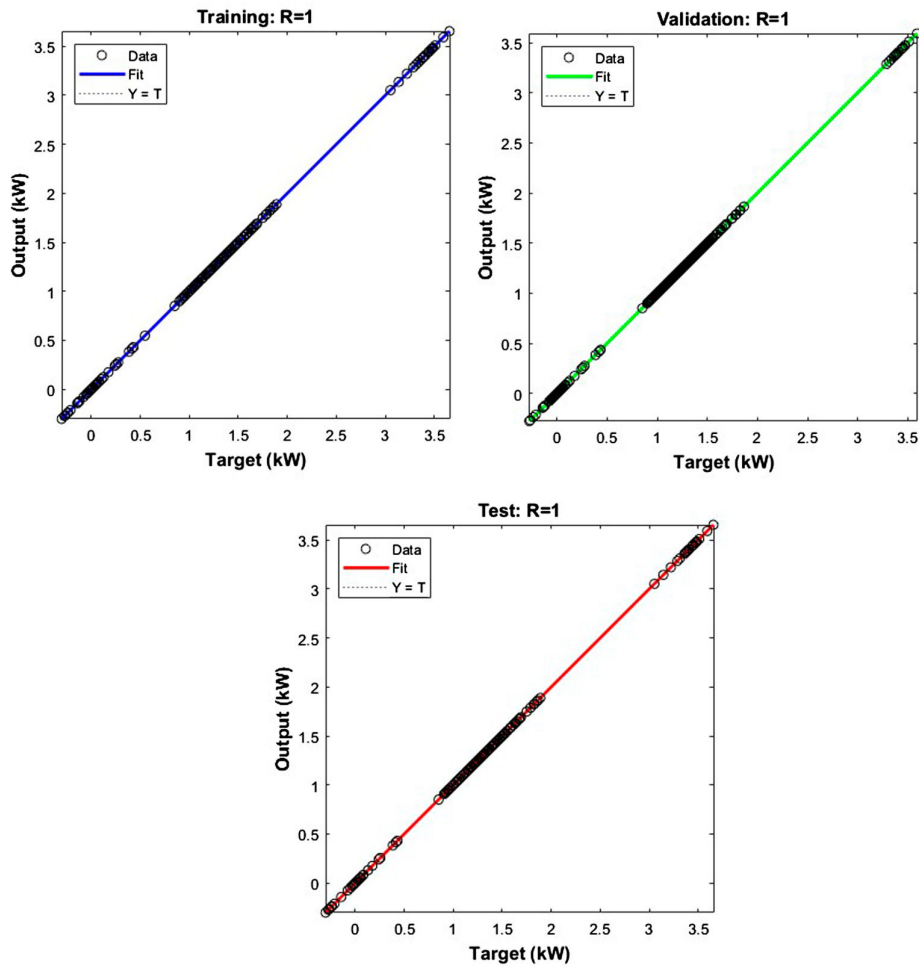 Training: R=1
Data
Fit
Y = T
3.5
3
2.5
2
1.5
1
0.5
0
Output (kW)
0 0.5 1 1.5 2 2.5 3 3.5
Target (kW)
Validation: R=1
Data
Fit
Y = T
3.5
3
2.5
2
1.5
1
0.5
0
Output (kW)
0 0.5 1 1.5 2 2.5 3 3.5
Target (kW)
Test: R=1
Data
Fit
Y = T
3.5
3
2.5
2
1.5
1
0.5
0
Output (kW)
0 0.5 1 1.5 2 2.5 3 3.5
Target (kW)